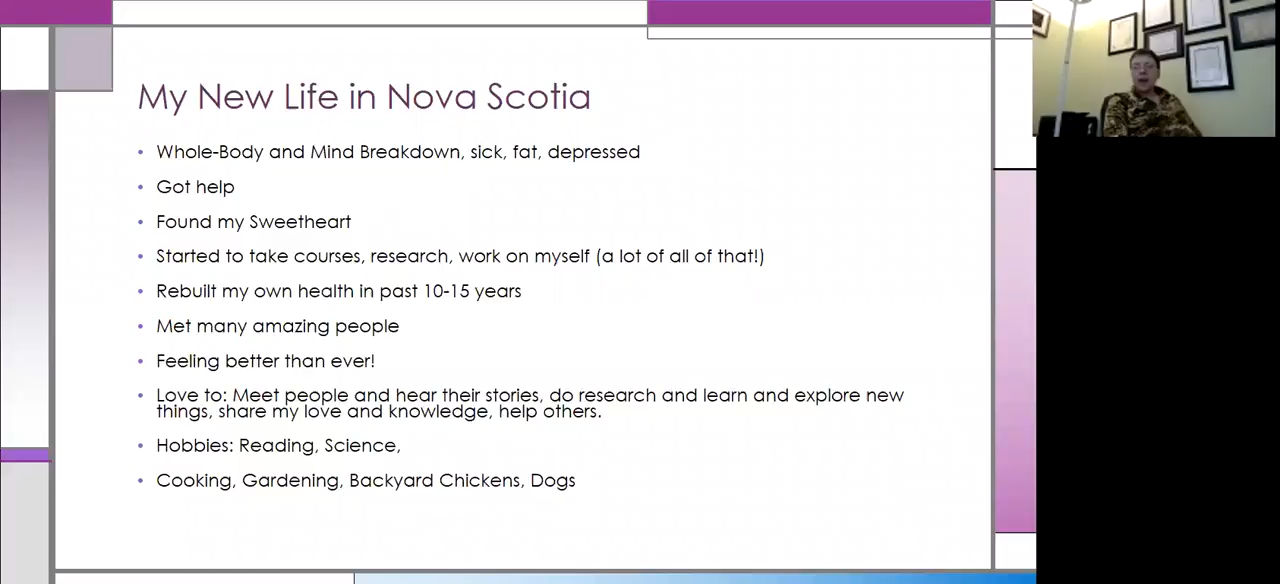 My New Life in Nova Scotia
• Whole-Body and Mind Breakdown, sick, fat, depressed
• Got help
• Found my Sweetheart
• Started to take courses, research, work on myself (a lot of all of that!)
• Rebuilt my own health in past 10-15 years
• Met many amazing people
• Feeling better than ever!
• Love to: Meet people and hear their stories, do research and learn and explore new
things, share my love and knowledge, help others.
• Hobbies: Reading, Science,
• Cooking, Gardening, Backyard Chickens, Dogs